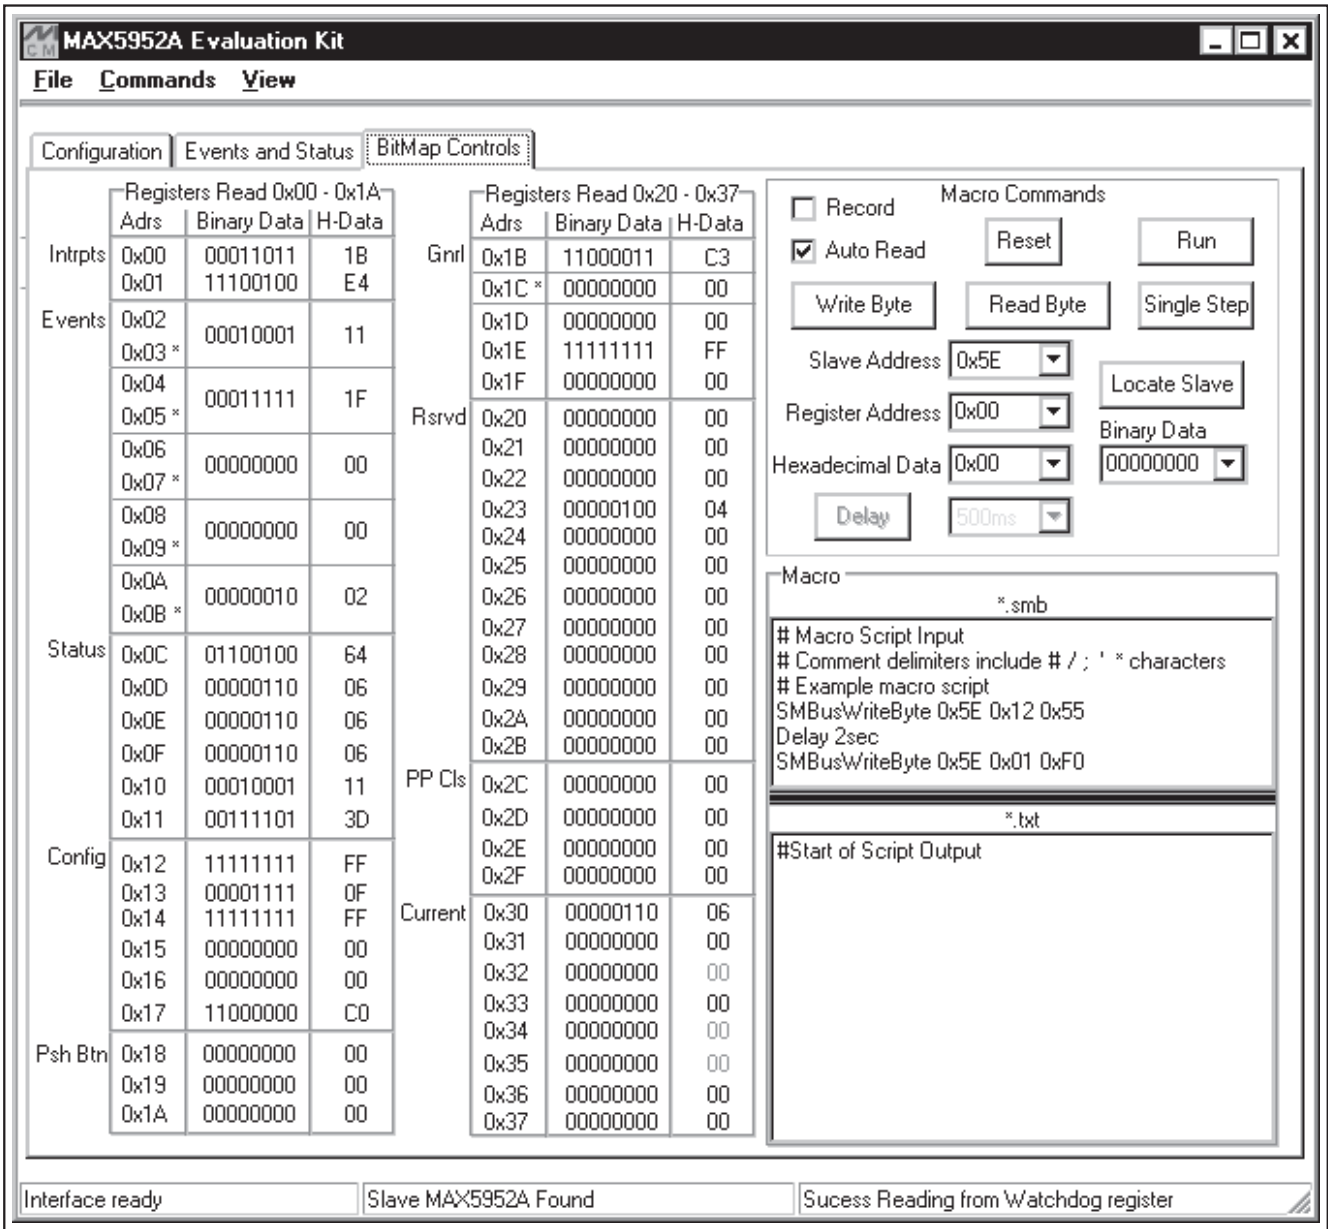 MCM MAX5952A Evaluation Kit
File Commands View
Configuration Events and Status BitMap Controls
Registers Read 0x00 - 0x1A
Adrs Binary Data H-Data
Intrpts 0x00 00011011 1B
0x01 11100100 E4
Events 0x02
0x03 * 00010001 11
0x04
0x05 * 00011111 1F
0x06
0x07 * 00000000 00
0x08
0x09 * 00000000 00
0x0A
0x0B * 00000010 02
Status 0x0C 01100100 64
0x0D 00000110 06
0x0E 00000110 06
0x0F 00000110 06
0x10 00010001 11
0x11 00111101 3D
Config 0x12 11111111 FF
0x13 00001111 0F
0x14 11111111 FF
0x15 00000000 00
0x16 00000000 00
0x17 11000000 C0
Psh Btn 0x18 00000000 00
0x19 00000000 00
0x1A 00000000 00
Registers Read 0x20 - 0x37
Adrs Binary Data H-Data
Gnrl 0x1B 11000011 C3
0x1C * 00000000 00
0x1D 00000000 00
0x1E 11111111 FF
0x1F 00000000 00
Rsrvd 0x20 00000000 00
0x21 00000000 00
0x22 00000000 00
0x23 00000100 04
0x24 00000000 00
0x25 00000000 00
0x26 00000000 00
0x27 00000000 00
0x28 00000000 00
0x29 00000000 00
0x2A 00000000 00
0x2B 00000000 00
PP Cls 0x2C 00000000 00
0x2D 00000000 00
0x2E 00000000 00
0x2F 00000000 00
Current 0x30 00000110 06
0x31 00000000 00
0x32 00000000 00
0x33 00000000 00
0x34 00000000 00
0x35 00000000 00
0x36 00000000 00
0x37 00000000 00
Macro Commands
Record
Auto Read Reset Run
Write Byte Read Byte Single Step
Slave Address 0x5E
Locate Slave
Register Address 0x00
Binary Data
Hexadecimal Data 0x00 00000000
Delay 500ms
Macro
*.smb
# Macro Script Input
# Comment delimiters include # / ; ' * characters
# Example macro script
SMBusWriteByte 0x5E 0x12 0x55
Delay 2sec
SMBusWriteByte 0x5E 0x01 0xF0
*.txt
#Start of Script Output
Interface ready Slave MAX5952A Found Sucess Reading from Watchdog register